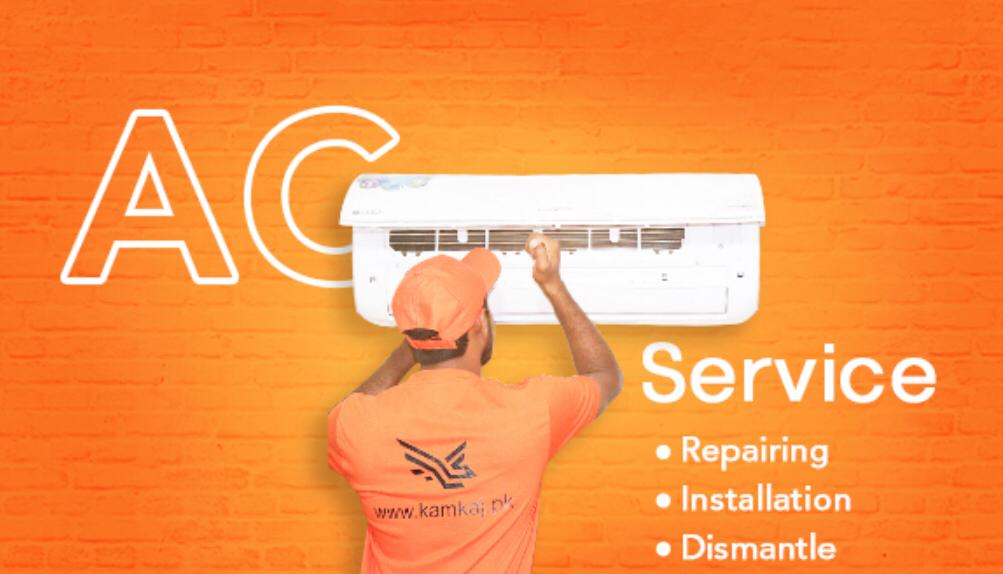 AC
Service
• Repairing
• Installation
• Dismantle
www.kamkaj.pk